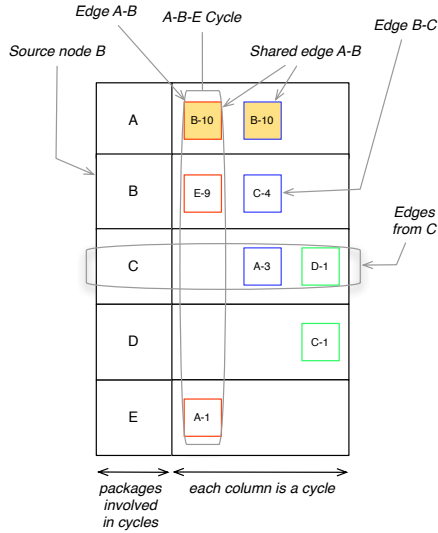 Edge A-B
A-B-E Cycle
Edge B-C
Source node B
Shared edge A-B
A
B-10
B-10
B
E-9
C-4
Edges
from C
C
A-3
D-1
D
C-1
E
A-1
packages
involved
in cycles
each column is a cycle